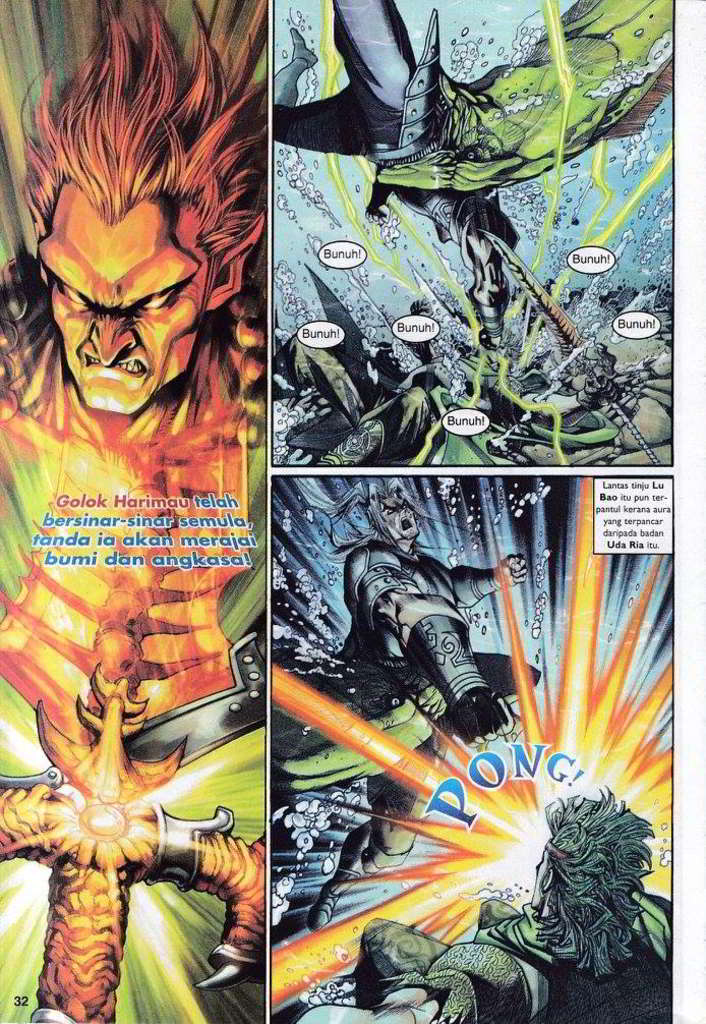 Golok Harimau telah
bersinar-sinar semula,
tanda ia akan merajai
bumi dan angkasa!
32
Bunuh!
Bunuh!
Bunuh!
Bunuh!
Bunuh!
Bunuh!
Lantas tinju Lu
Bao itu pun ter-
pantul kerana aura
yang terpancar
daripada badan
Uda Ria itu.
PONG!